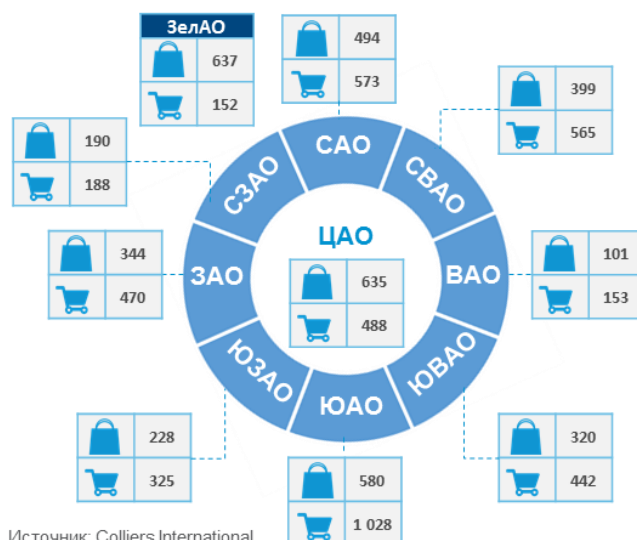 ЗелАО
637
152
494
573
399
565
190
188
САО
СВАО
СЗАО
ЦАО
344
470
ЗАО
635
488
ВАО
101
153
ЮЗАО
ЮАО
ЮВАО
228
325
580
1 028
320
442
Источник: Colliers International